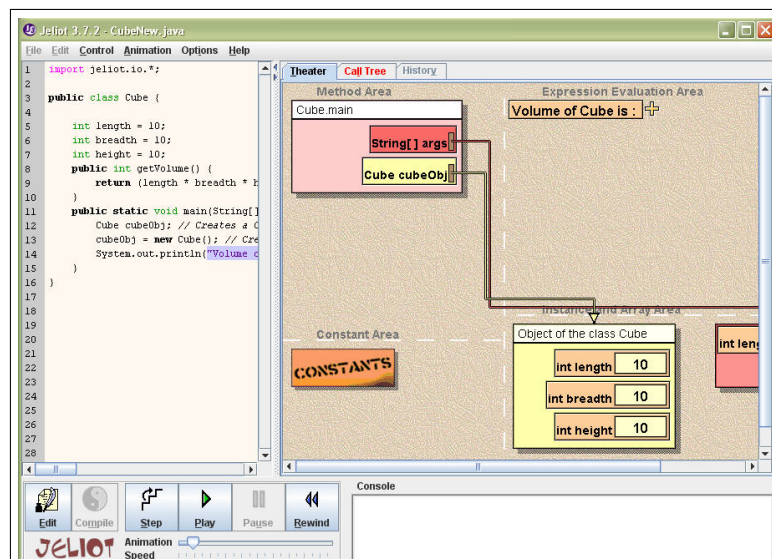 Jeliot 3.7.2 - CubeNew.java
File Edit Control Animation Options Help
1 import jeliot.io.*;
2
3 public class Cube {
4
5 int length = 10;
6 int breadth = 10;
7 int height = 10;
8 public int getVolume() {
9 return (length * breadth * h
10 }
11 public static void main(String[]
12 Cube cubeObj; // Creates a C
13 cubeObj = new Cube(); // Cre
14 System.out.println("Volume c
15 }
16 }
17
18
19
20
21
22
23
24
25
26
27
28
Theater Call Tree History
Method Area
Cube.main
String[ ] args
Cube cubeObj
Expression Evaluation Area
Volume of Cube is :
Constant Area
CONSTANTS
Instance and Array Area
Object of the class Cube
int length 10
int breadth 10
int height 10
int leng
Edit Compile Step Play Pause Rewind
JELIOT
Animation
Speed
Console